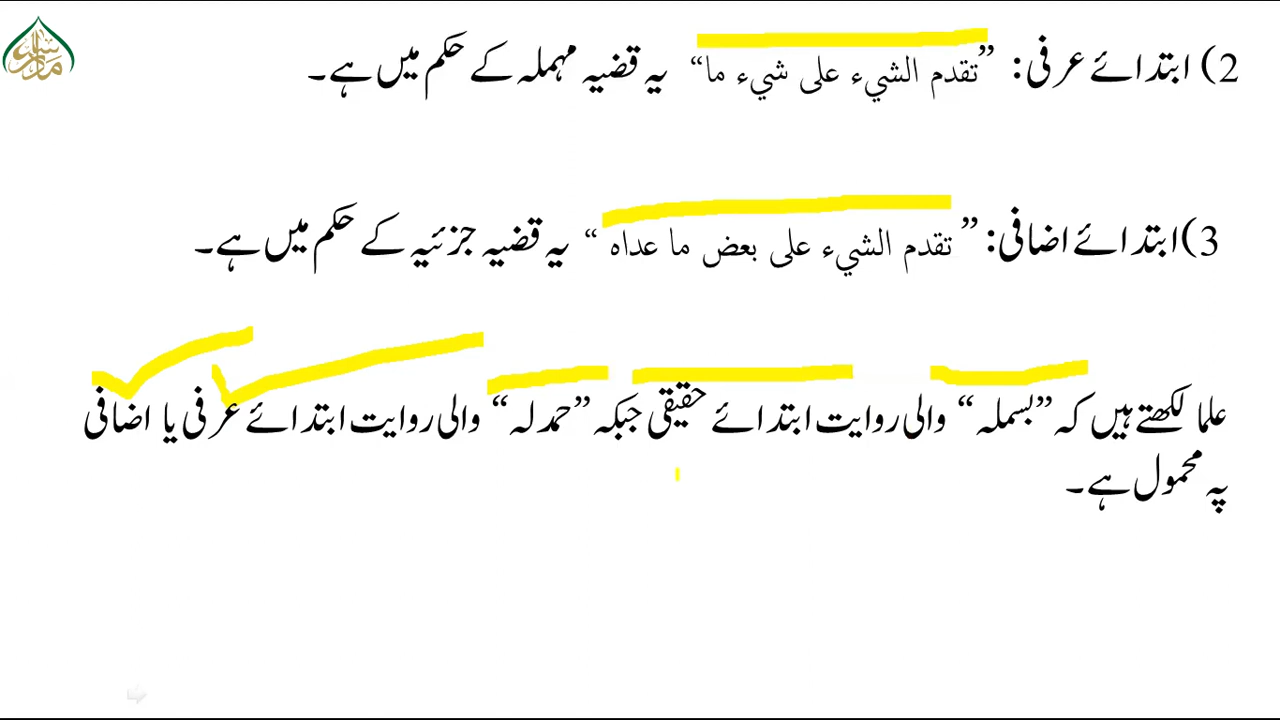 2) ابتدائے عرفی: ”تقدم الشيء على شيء ما“ یہ قضیہ مہملہ کے حکم میں ہے۔
3)ابتدائے اضافی: ”تقدم الشيء على بعض ما عداه“ یہ قضیہ جزئیہ کے حکم میں ہے۔
علما لکھتے ہیں کہ ”بسملہ“ والی روایت ابتدائے حقیقی جبکہ ”حمدلہ“ والی روایت ابتدائے عرفی یا اضافی
پہ محمول ہے۔